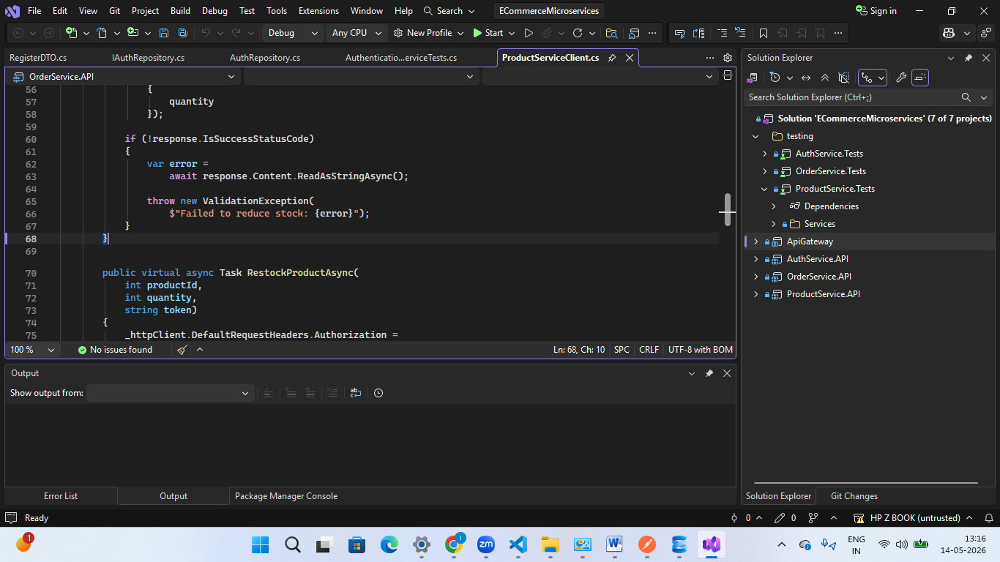 File Edit View Git Project Build Debug Test Tools Extensions Window Help Search ECommerceMicroservices Sign in
Debug Any CPU New Profile Start
RegisterDTO.cs IAuthRepository.cs AuthRepository.cs Authenticatio...erviceTests.cs ProductServiceClient.cs
OrderService.API
56 {
57 quantity
58 });
59
60 if (!response.IsSuccessStatusCode)
61 {
62 var error =
63 await response.Content.ReadAsStringAsync();
64
65 throw new ValidationException(
66 $"Failed to reduce stock: {error}");
67 }
68 }
69
70 public virtual async Task RestockProductAsync(
71 int productId,
72 int quantity,
73 string token)
74 {
75 _httpClient.DefaultRequestHeaders.Authorization =
100 % No issues found Ln: 68, Ch: 10 SPC CRLF UTF-8 with BOM
Output
Show output from:
Error List Output Package Manager Console
Solution Explorer
Search Solution Explorer (Ctrl+;)
Solution 'ECommerceMicroservices' (7 of 7 projects)
testing
AuthService.Tests
OrderService.Tests
ProductService.Tests
Dependencies
Services
ApiGateway
AuthService.API
OrderService.API
ProductService.API
Solution Explorer Git Changes
Ready 0 0 HP Z BOOK (untrusted)
1 1 zm W ENG 13:16
IN 14-05-2026